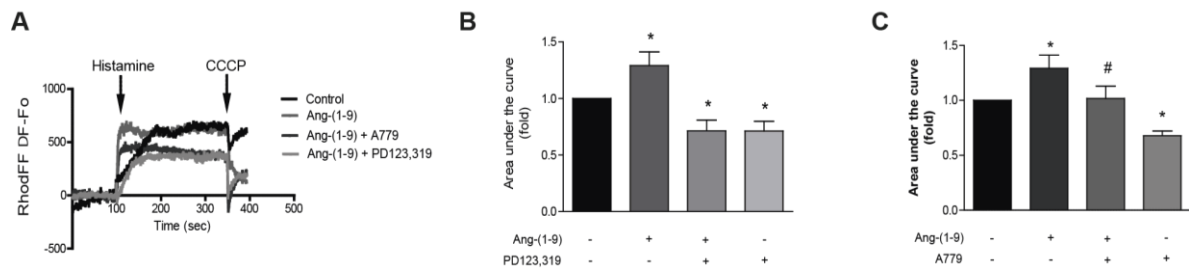 A
Histamine
CCCP
RhodFF DF-Fo
1000
500
0
-500
100
200
300
400
500
Time (sec)
Control
Ang-(1-9)
Ang-(1-9) + A779
Ang-(1-9) + PD123,319
B
Area under the curve
(fold)
1.5
1.0
0.5
0.0
*
*
*
Ang-(1-9) - + + -
PD123,319 - - + +
C
Area under the curve
(fold)
1.5
1.0
0.5
0.0
*
#
*
Ang-(1-9) - + + -
A779 - - + +